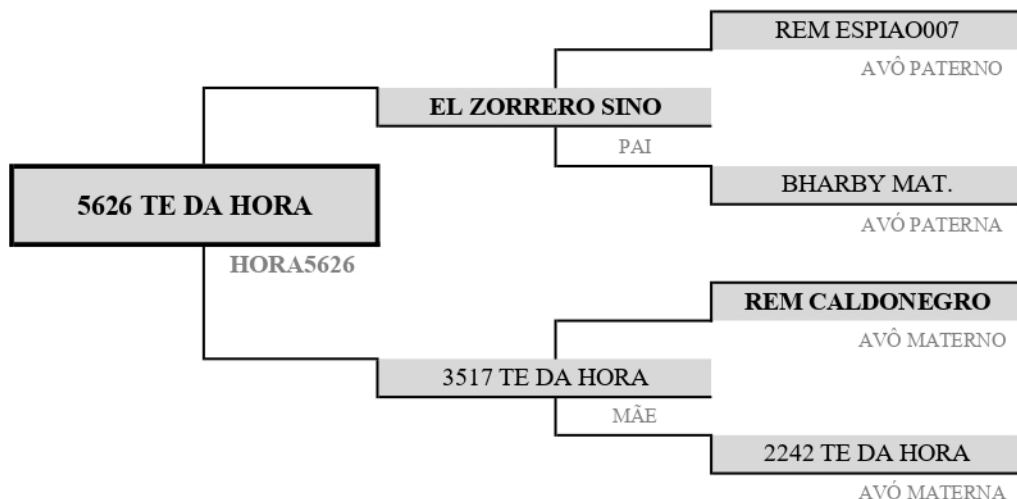 REM ESPIAO007
AVÔ PATERNO
EL ZORRERO SINO
PAI
BHARBY MAT.
AVÓ PATERNA
5626 TE DA HORA
HORA5626
REM CALDONEGRO
AVÔ MATERNO
3517 TE DA HORA
MÃE
2242 TE DA HORA
AVÓ MATERNA